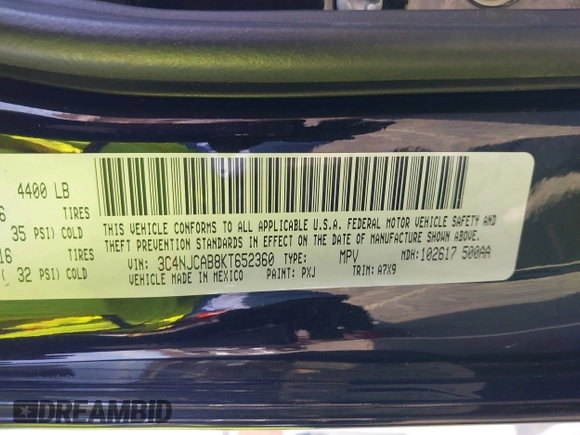 4400 LB
6 TIRES
35 PSI) COLD
16 TIRES
( 32 PSI) COLD
THIS VEHICLE CONFORMS TO ALL APPLICABLE U.S.A. FEDERAL MOTOR VEHICLE SAFETY AND
THEFT PREVENTION STANDARDS IN EFFECT ON THE DATE OF MANUFACTURE SHOWN ABOVE.
VIN: 3C4NJCAB8KT652360 TYPE: MPV MDH: 102617 500AA
VEHICLE MADE IN MEXICO PAINT: PXJ TRIM: A7X9
DREAMBID